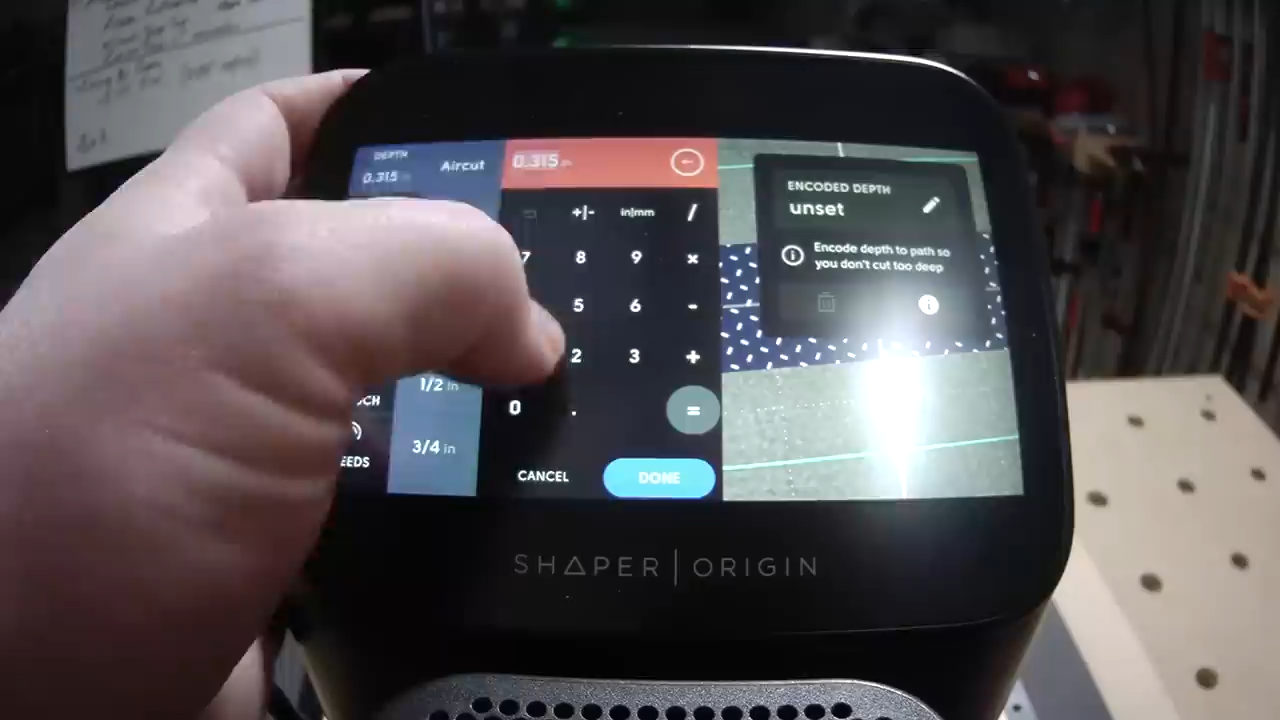 DEPTH
0.315 in
Aircut
0.315 in
+|-
in|mm
/
7
8
9
×
5
6
-
2
3
+
0
.
=
1/2 in
3/4 in
CANCEL
DONE
ENCODED DEPTH
unset
Encode depth to path so
you don't cut too deep
SHAPER | ORIGIN